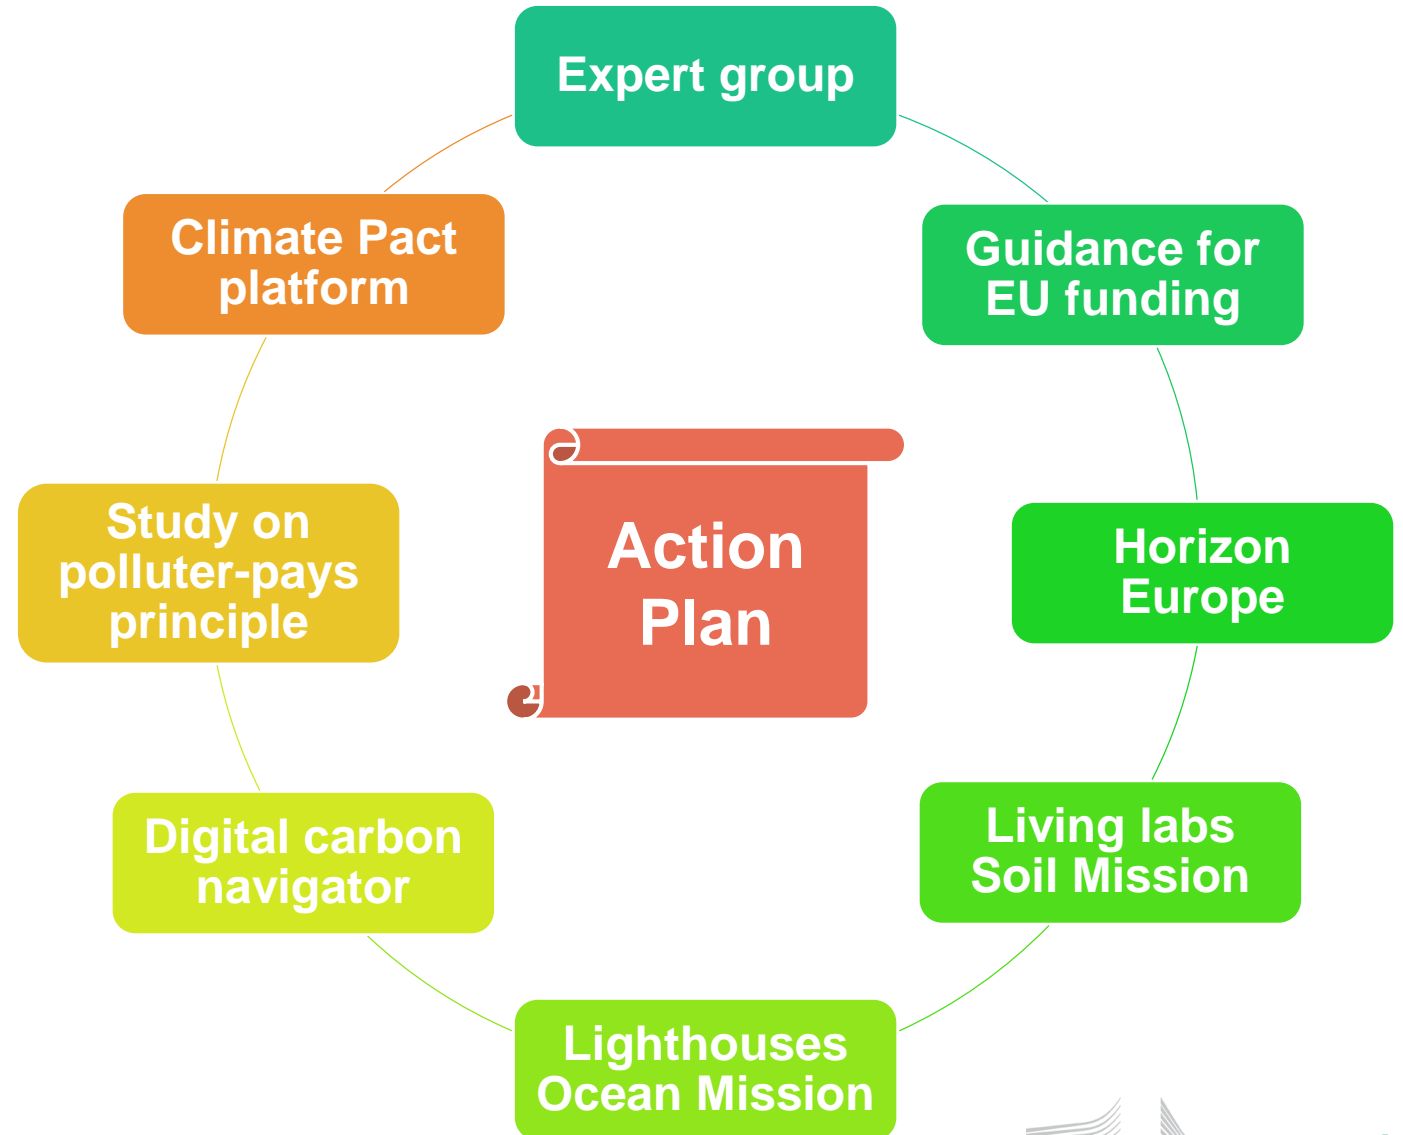 Expert group
Guidance for
EU funding
Horizon
Europe
Living labs
Soil Mission
Lighthouses
Ocean Mission
Digital carbon
navigator
Study on
polluter-pays
principle
Climate Pact
platform
Action
Plan